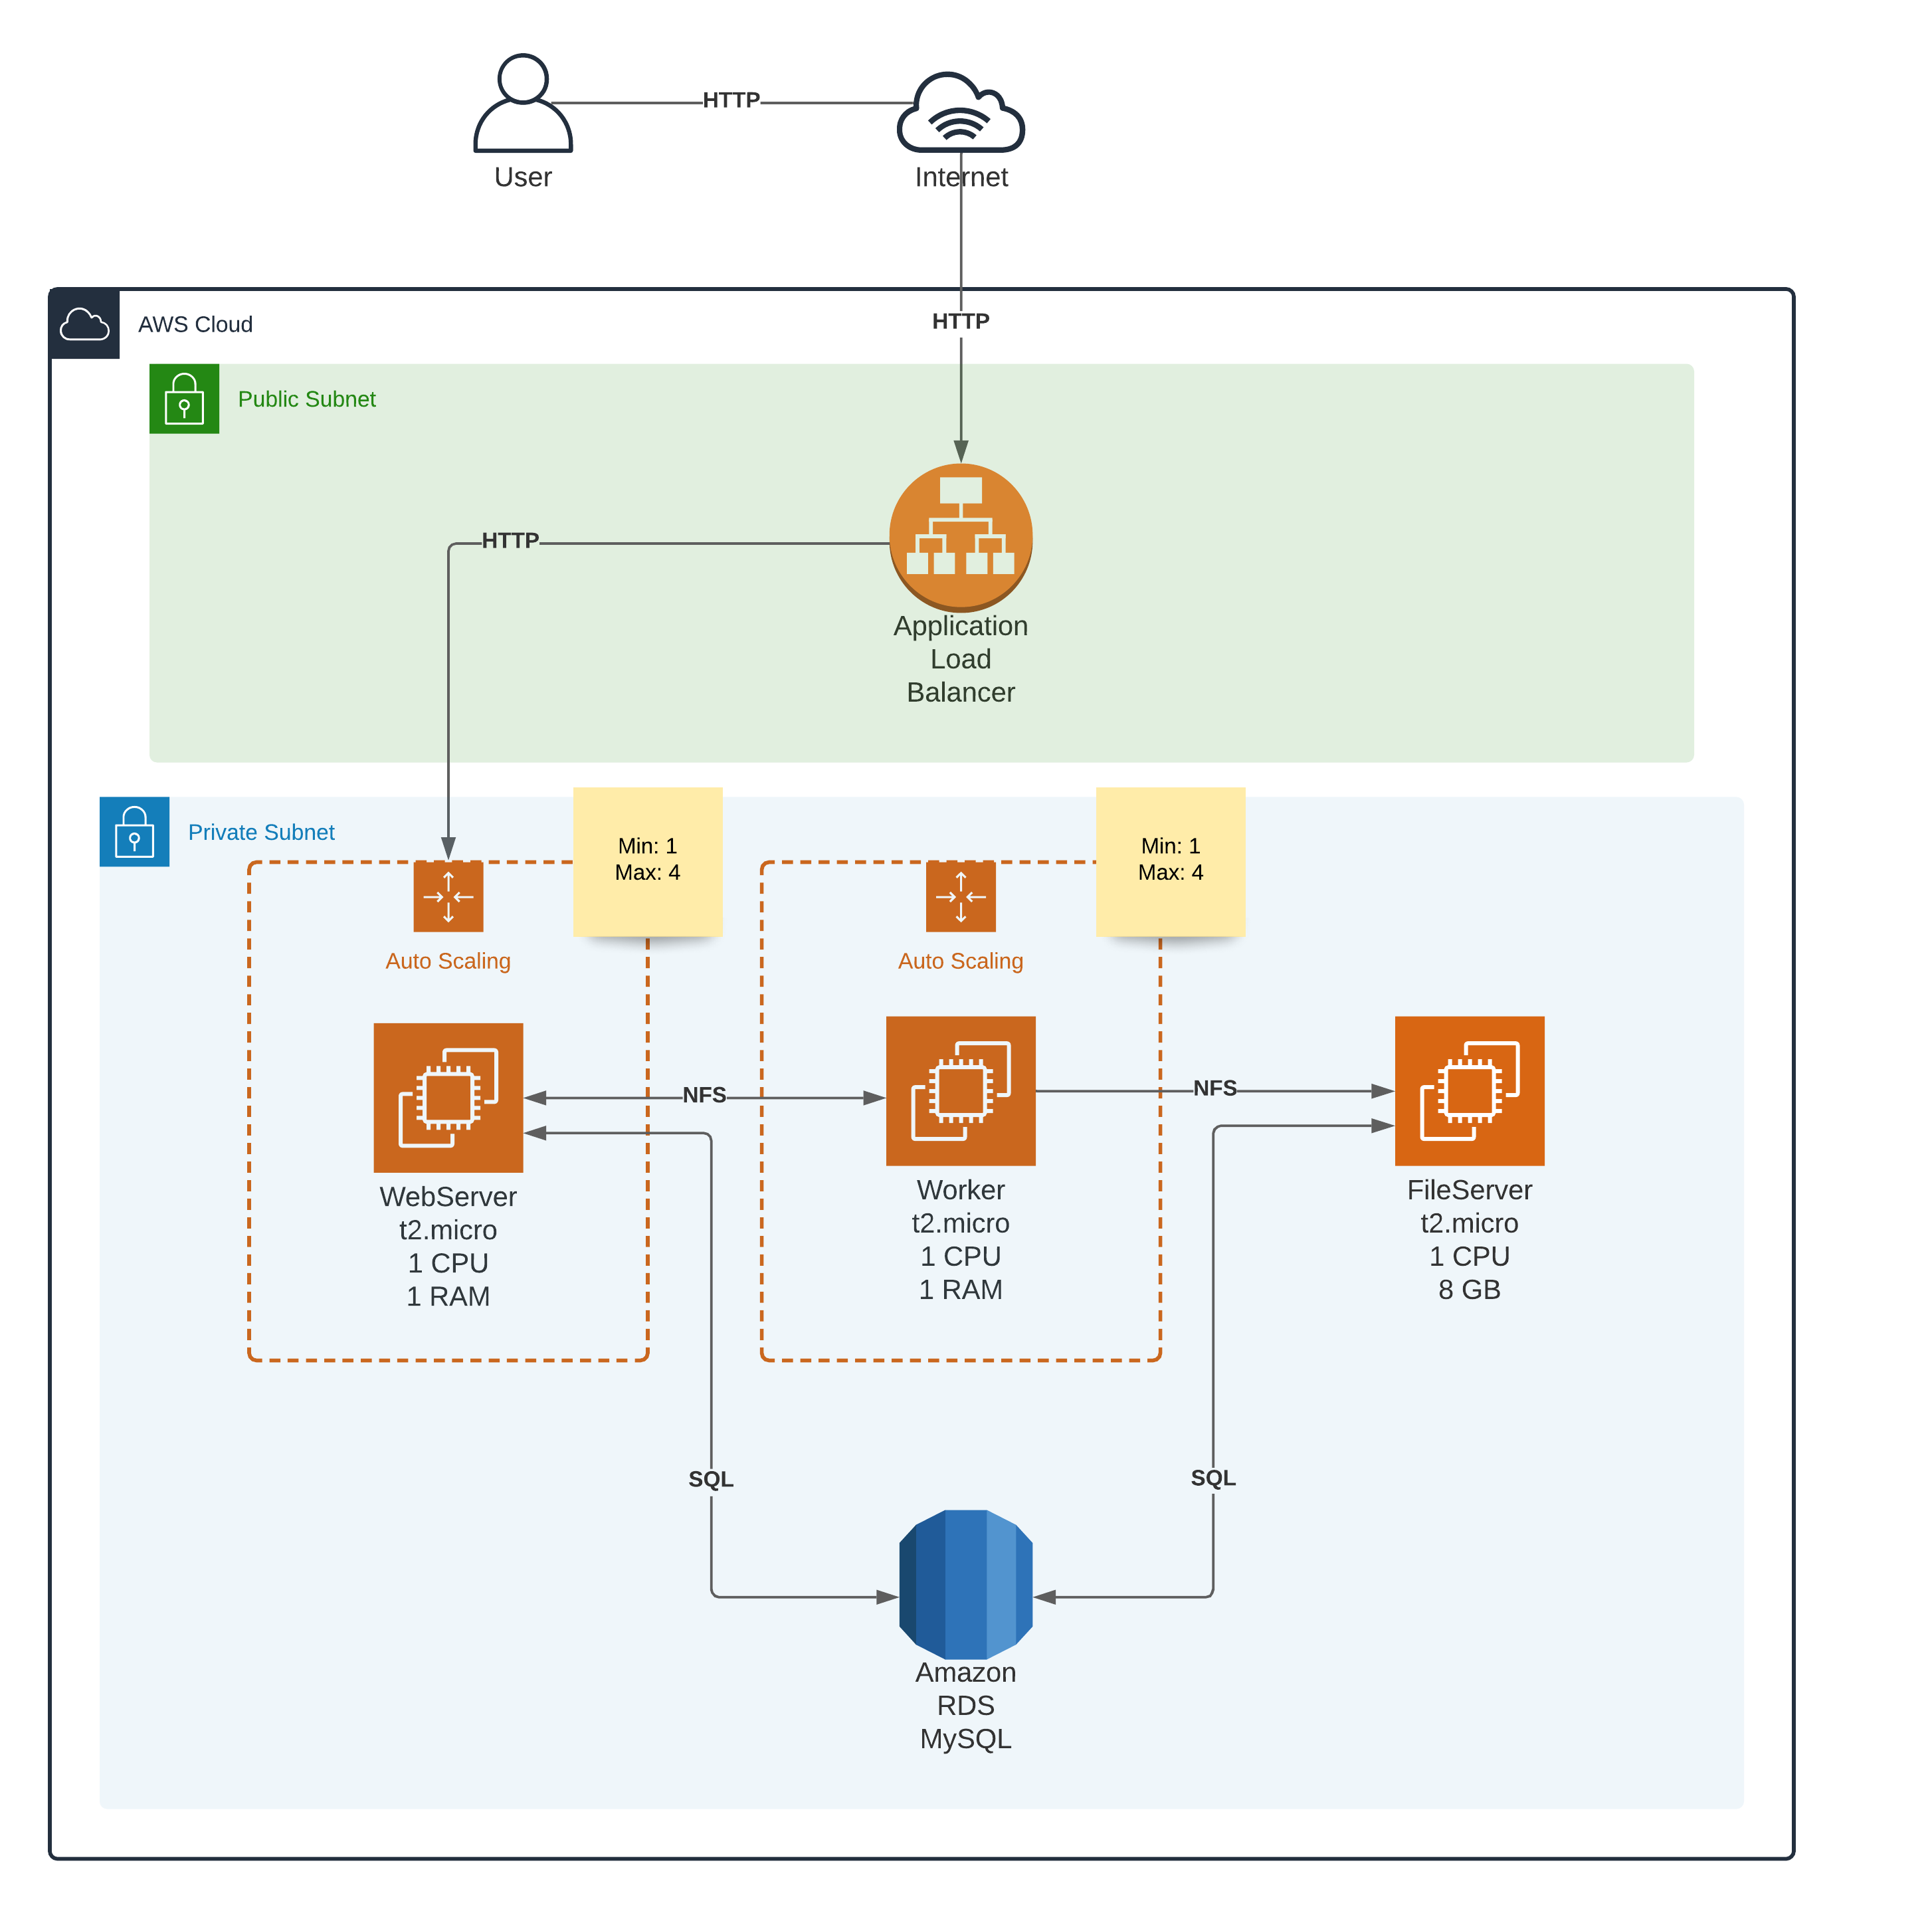 HTTP
User
Internet
AWS Cloud
HTTP
Public Subnet
HTTP
Application
Load
Balancer
Private Subnet
Min: 1
Max: 4
Min: 1
Max: 4
Auto Scaling
Auto Scaling
NFS
NFS
WebServer
t2.micro
1 CPU
1 RAM
Worker
t2.micro
1 CPU
1 RAM
FileServer
t2.micro
1 CPU
8 GB
SQL
SQL
Amazon
RDS
MySQL